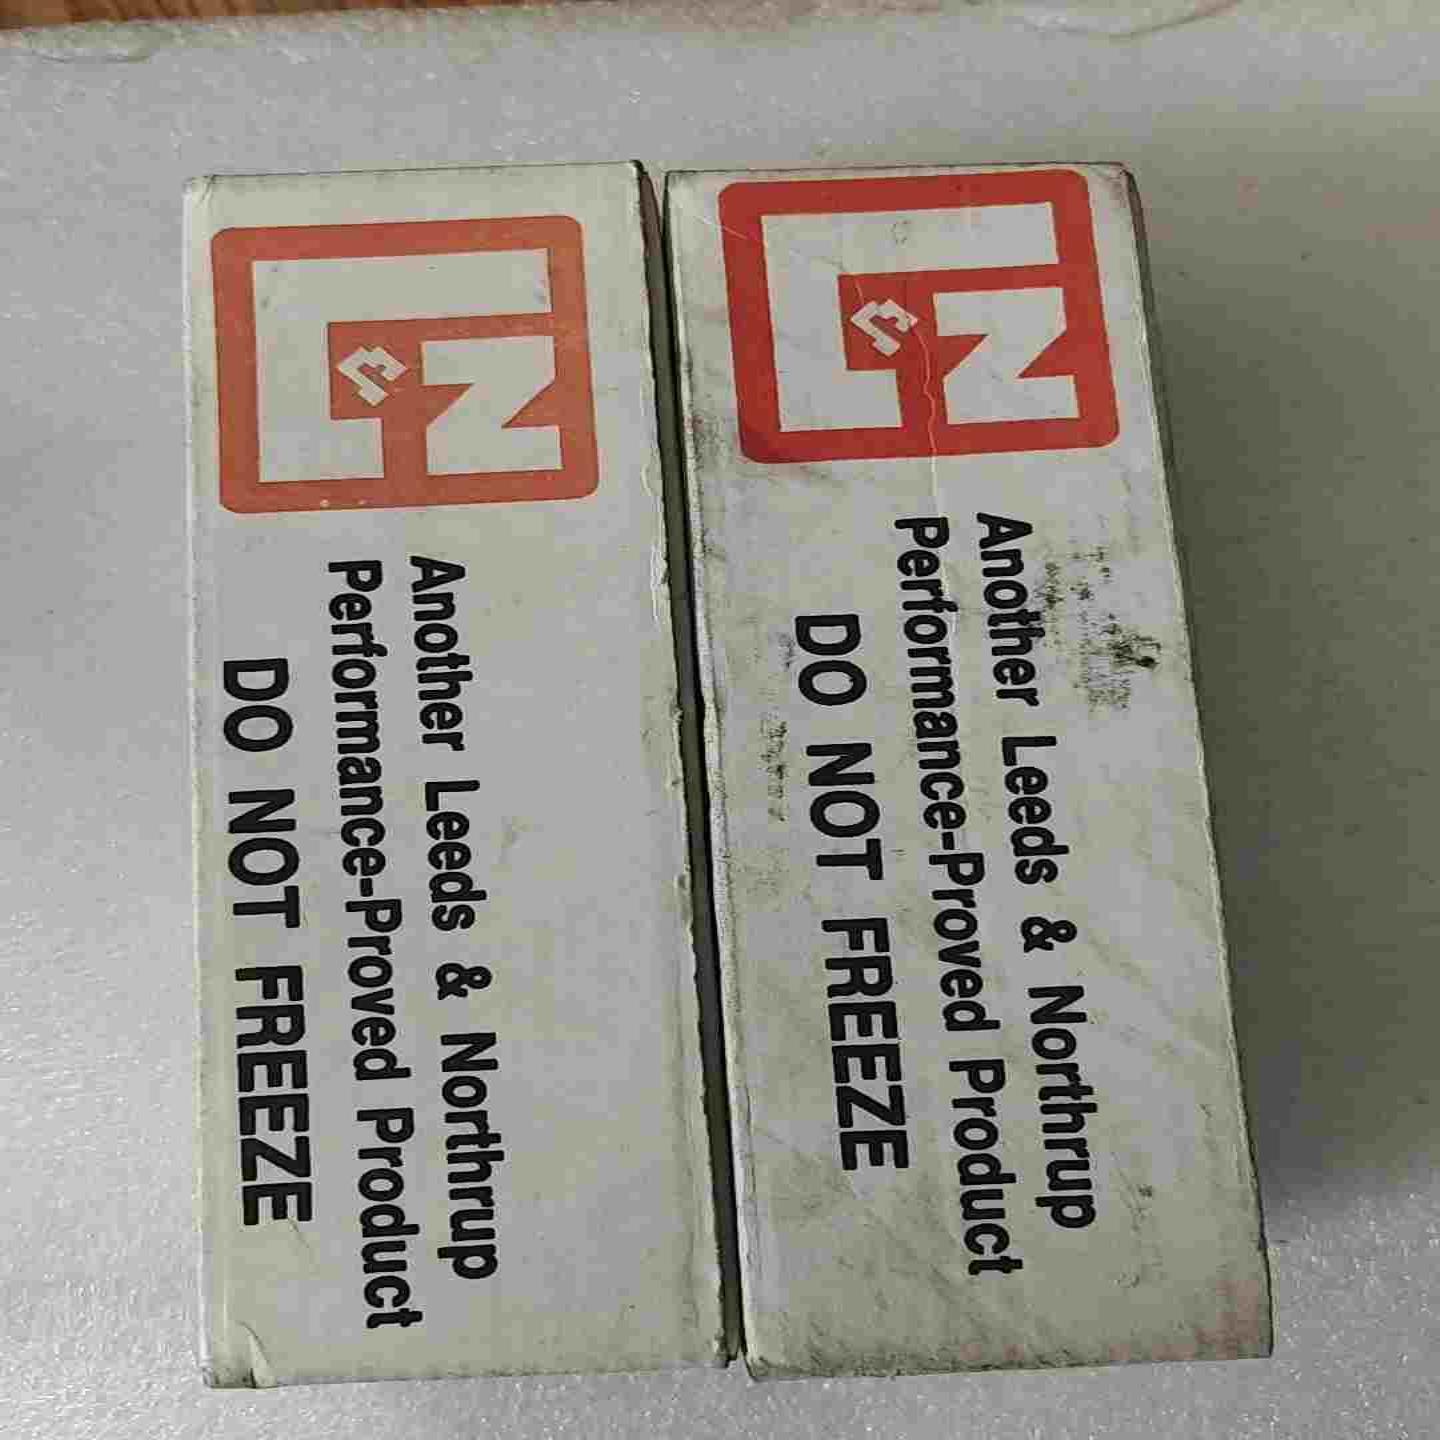 L&N
Another Leeds & Northrup
Performance-Proved Product
DO NOT FREEZE
L&N
Another Leeds & Northrup
Performance-Proved Product
DO NOT FREEZE